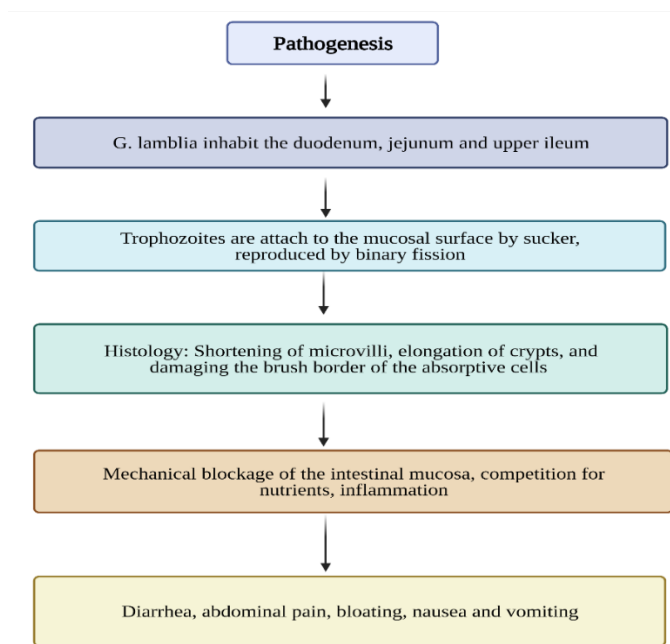 Pathogenesis
G. lamblia inhabit the duodenum, jejunum and upper ileum
Trophozoites are attach to the mucosal surface by sucker,
reproduced by binary fission
Histology: Shortening of microvilli, elongation of crypts, and
damaging the brush border of the absorptive cells
Mechanical blockage of the intestinal mucosa, competition for
nutrients, inflammation
Diarrhea, abdominal pain, bloating, nausea and vomiting